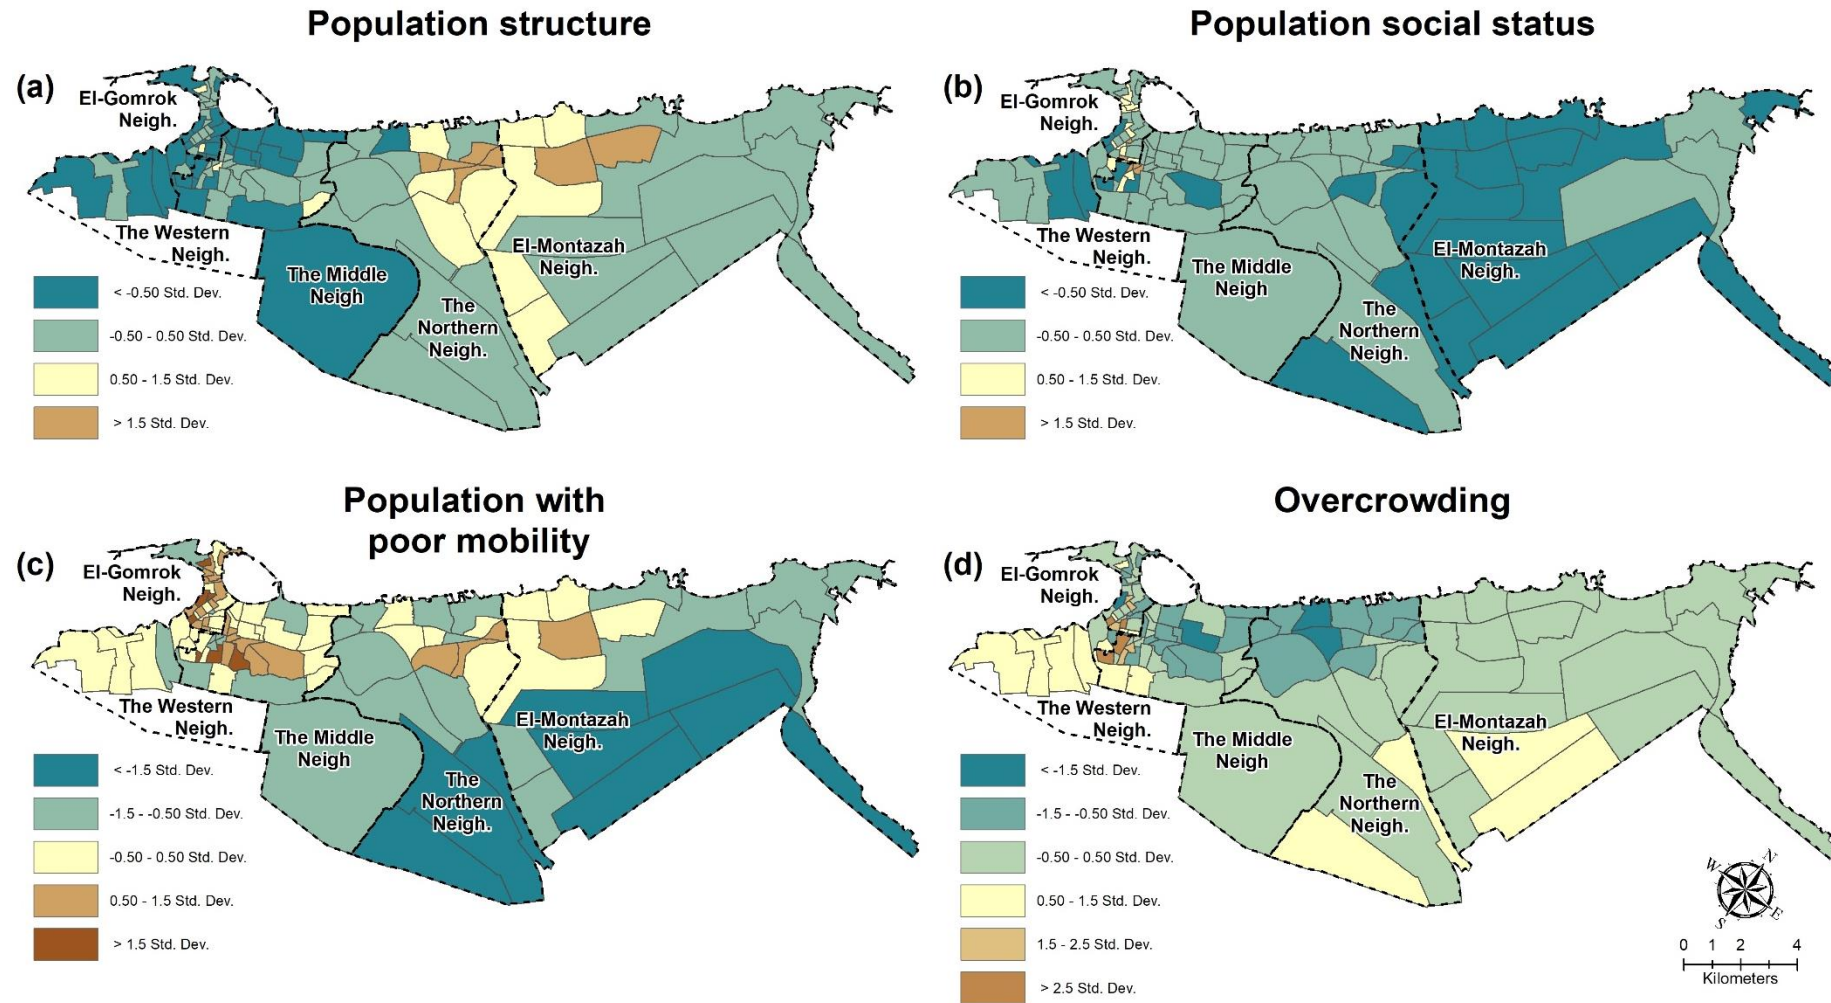 Population structure
(a)
El-Gomrok
Neigh.
The Western
Neigh.
The Middle
Neigh
The
Northern
Neigh.
El-Montazah
Neigh.
< -0.50 Std. Dev.
-0.50 - 0.50 Std. Dev.
0.50 - 1.5 Std. Dev.
> 1.5 Std. Dev.
Population social status
(b)
El-Gomrok
Neigh.
The Western
Neigh.
The Middle
Neigh
The
Northern
Neigh.
El-Montazah
Neigh.
< -0.50 Std. Dev.
-0.50 - 0.50 Std. Dev.
0.50 - 1.5 Std. Dev.
> 1.5 Std. Dev.
Population with
poor mobility
(c)
El-Gomrok
Neigh.
The Western
Neigh.
The Middle
Neigh
The
Northern
Neigh.
El-Montazah
Neigh.
< -1.5 Std. Dev.
-1.5 - -0.50 Std. Dev.
-0.50 - 0.50 Std. Dev.
0.50 - 1.5 Std. Dev.
> 1.5 Std. Dev.
Overcrowding
(d)
El-Gomrok
Neigh.
The Western
Neigh.
The Middle
Neigh
The
Northern
Neigh.
El-Montazah
Neigh.
< -1.5 Std. Dev.
-1.5 - -0.50 Std. Dev.
-0.50 - 0.50 Std. Dev.
0.50 - 1.5 Std. Dev.
1.5 - 2.5 Std. Dev.
> 2.5 Std. Dev.
W N
S E
0 1 2 4
Kilometers